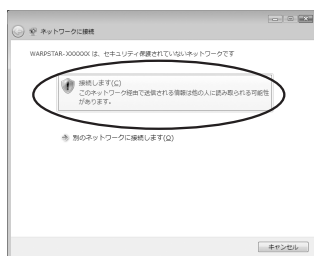 ネットワークに接続
WARPSTAR-XXXXXX は、セキュリティ保護されていないネットワークです
接続します(C)
このネットワーク経由で送信される情報は他の人に読み取られる可能性
があります。
別のネットワークに接続します(O)
キャンセル